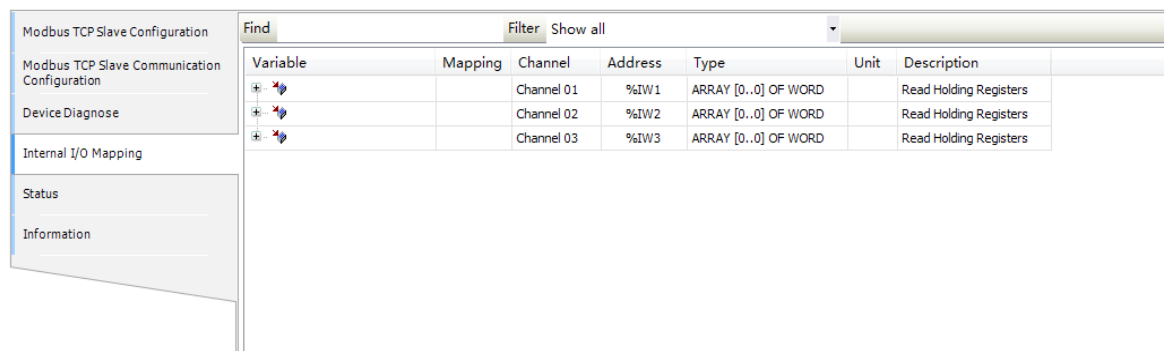 Modbus TCP Slave Configuration
Modbus TCP Slave Communication
Configuration
Device Diagnose
Internal I/O Mapping
Status
Information
Find Filter Show all
Variable Mapping Channel Address Type Unit Description
Channel 01 %IW1 ARRAY [0..0] OF WORD Read Holding Registers
Channel 02 %IW2 ARRAY [0..0] OF WORD Read Holding Registers
Channel 03 %IW3 ARRAY [0..0] OF WORD Read Holding Registers